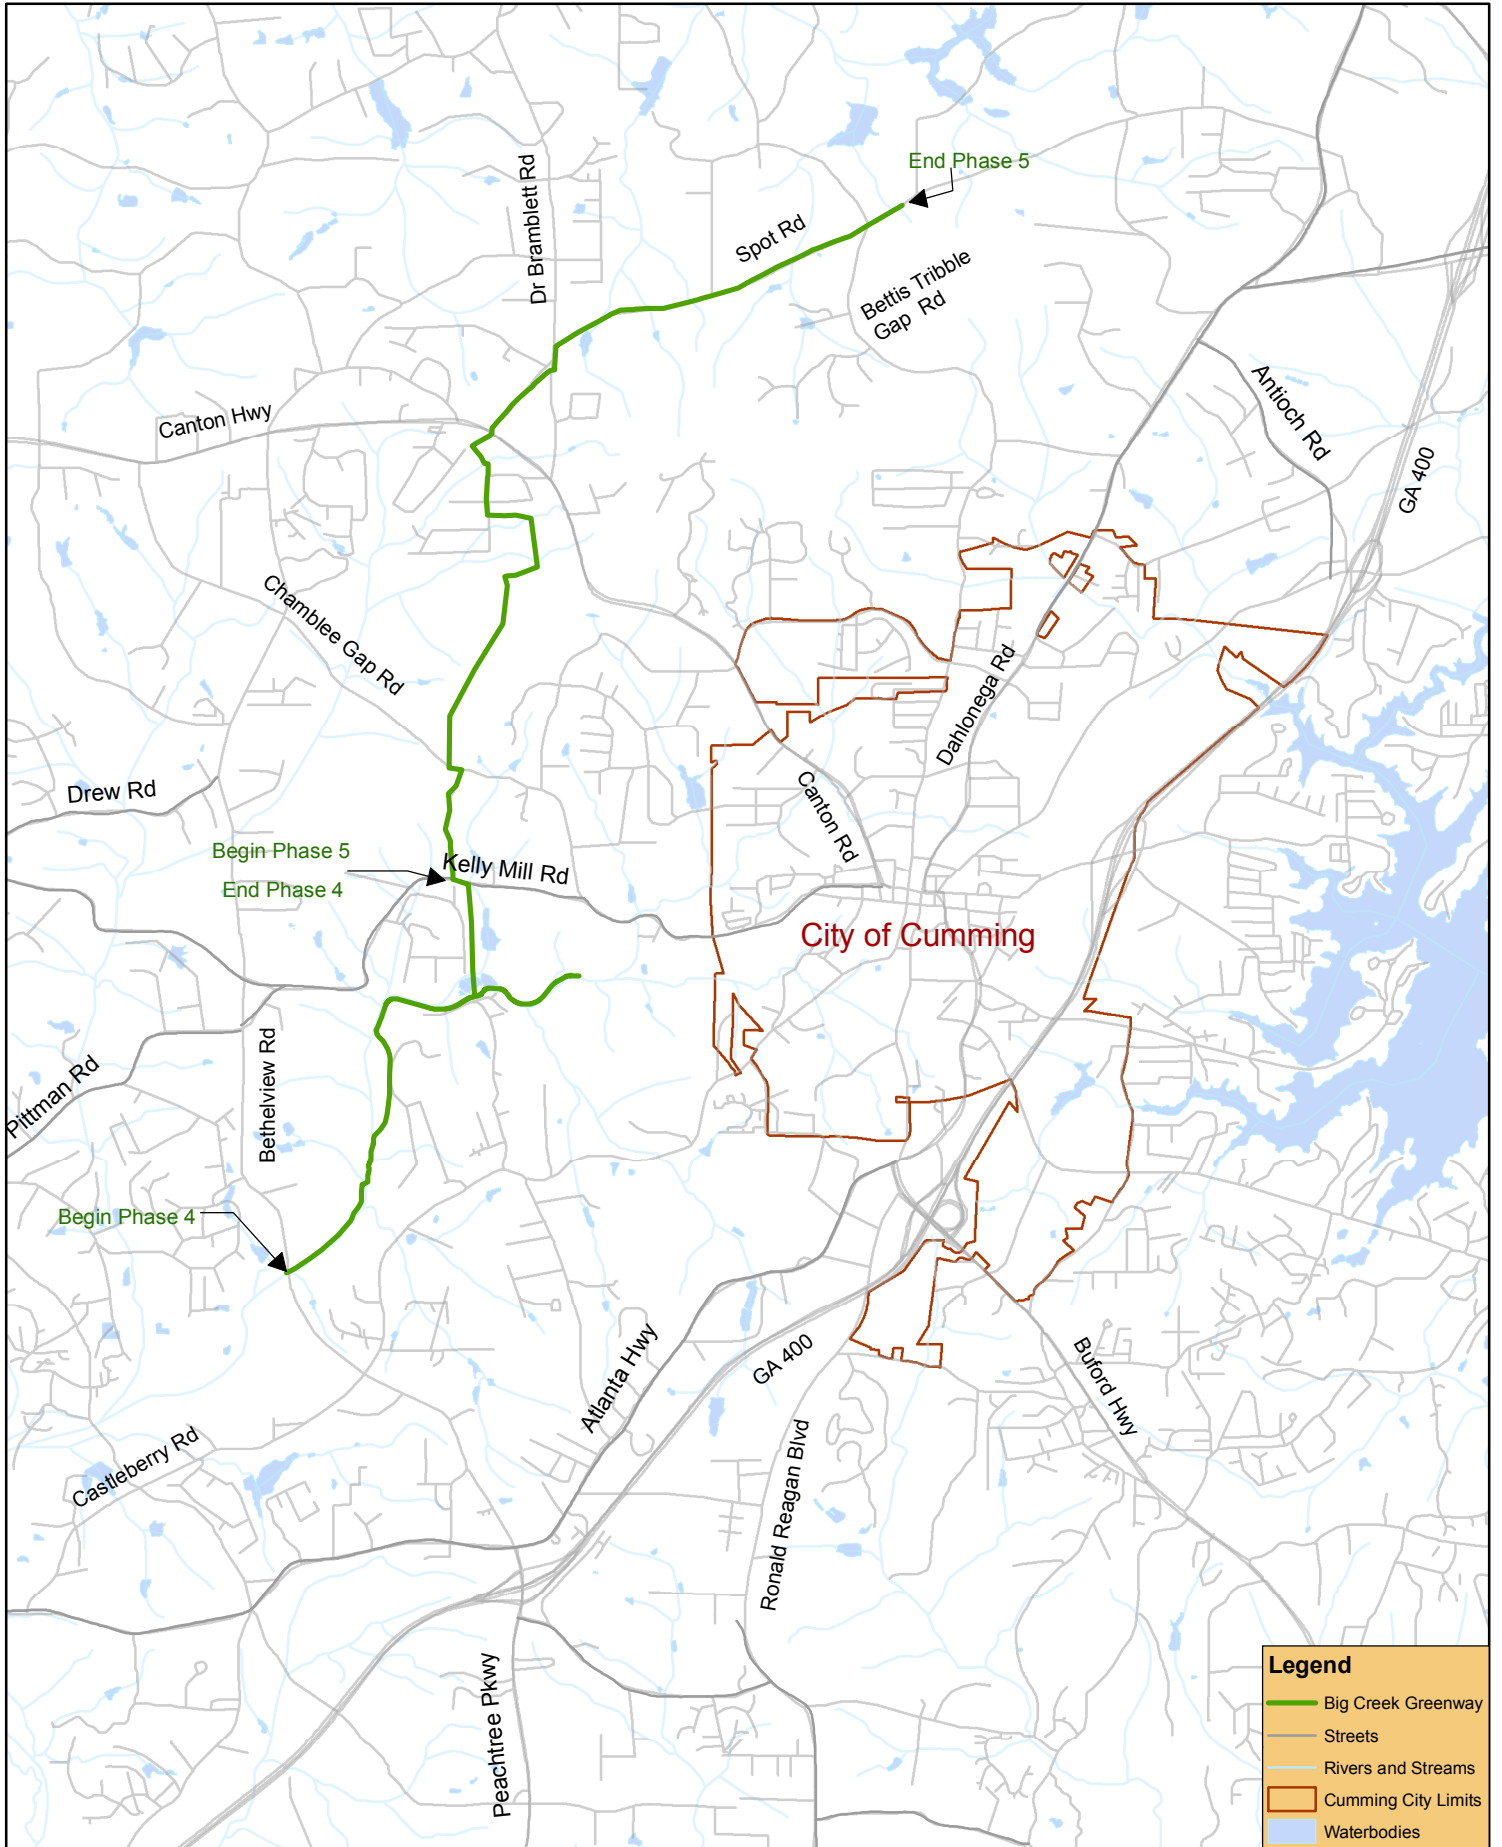 End Phase 5
Dr Bramblett Rd
Spot Rd
Bettis Tribble
Gap Rd
Antioch Rd
Canton Hwy
GA 400
Chamblee Gap Rd
Dahlonega Rd
Drew Rd
Canton Rd
Begin Phase 5
End Phase 4
Kelly Mill Rd
City of Cumming
Bethelview Rd
Pittman Rd
Begin Phase 4
Atlanta Hwy
GA 400
Buford Hwy
Castleberry Rd
Ronald Reagan Blvd
Peachtree Pkwy
Legend
Big Creek Greenway
Streets
Rivers and Streams
Cumming City Limits
Waterbodies